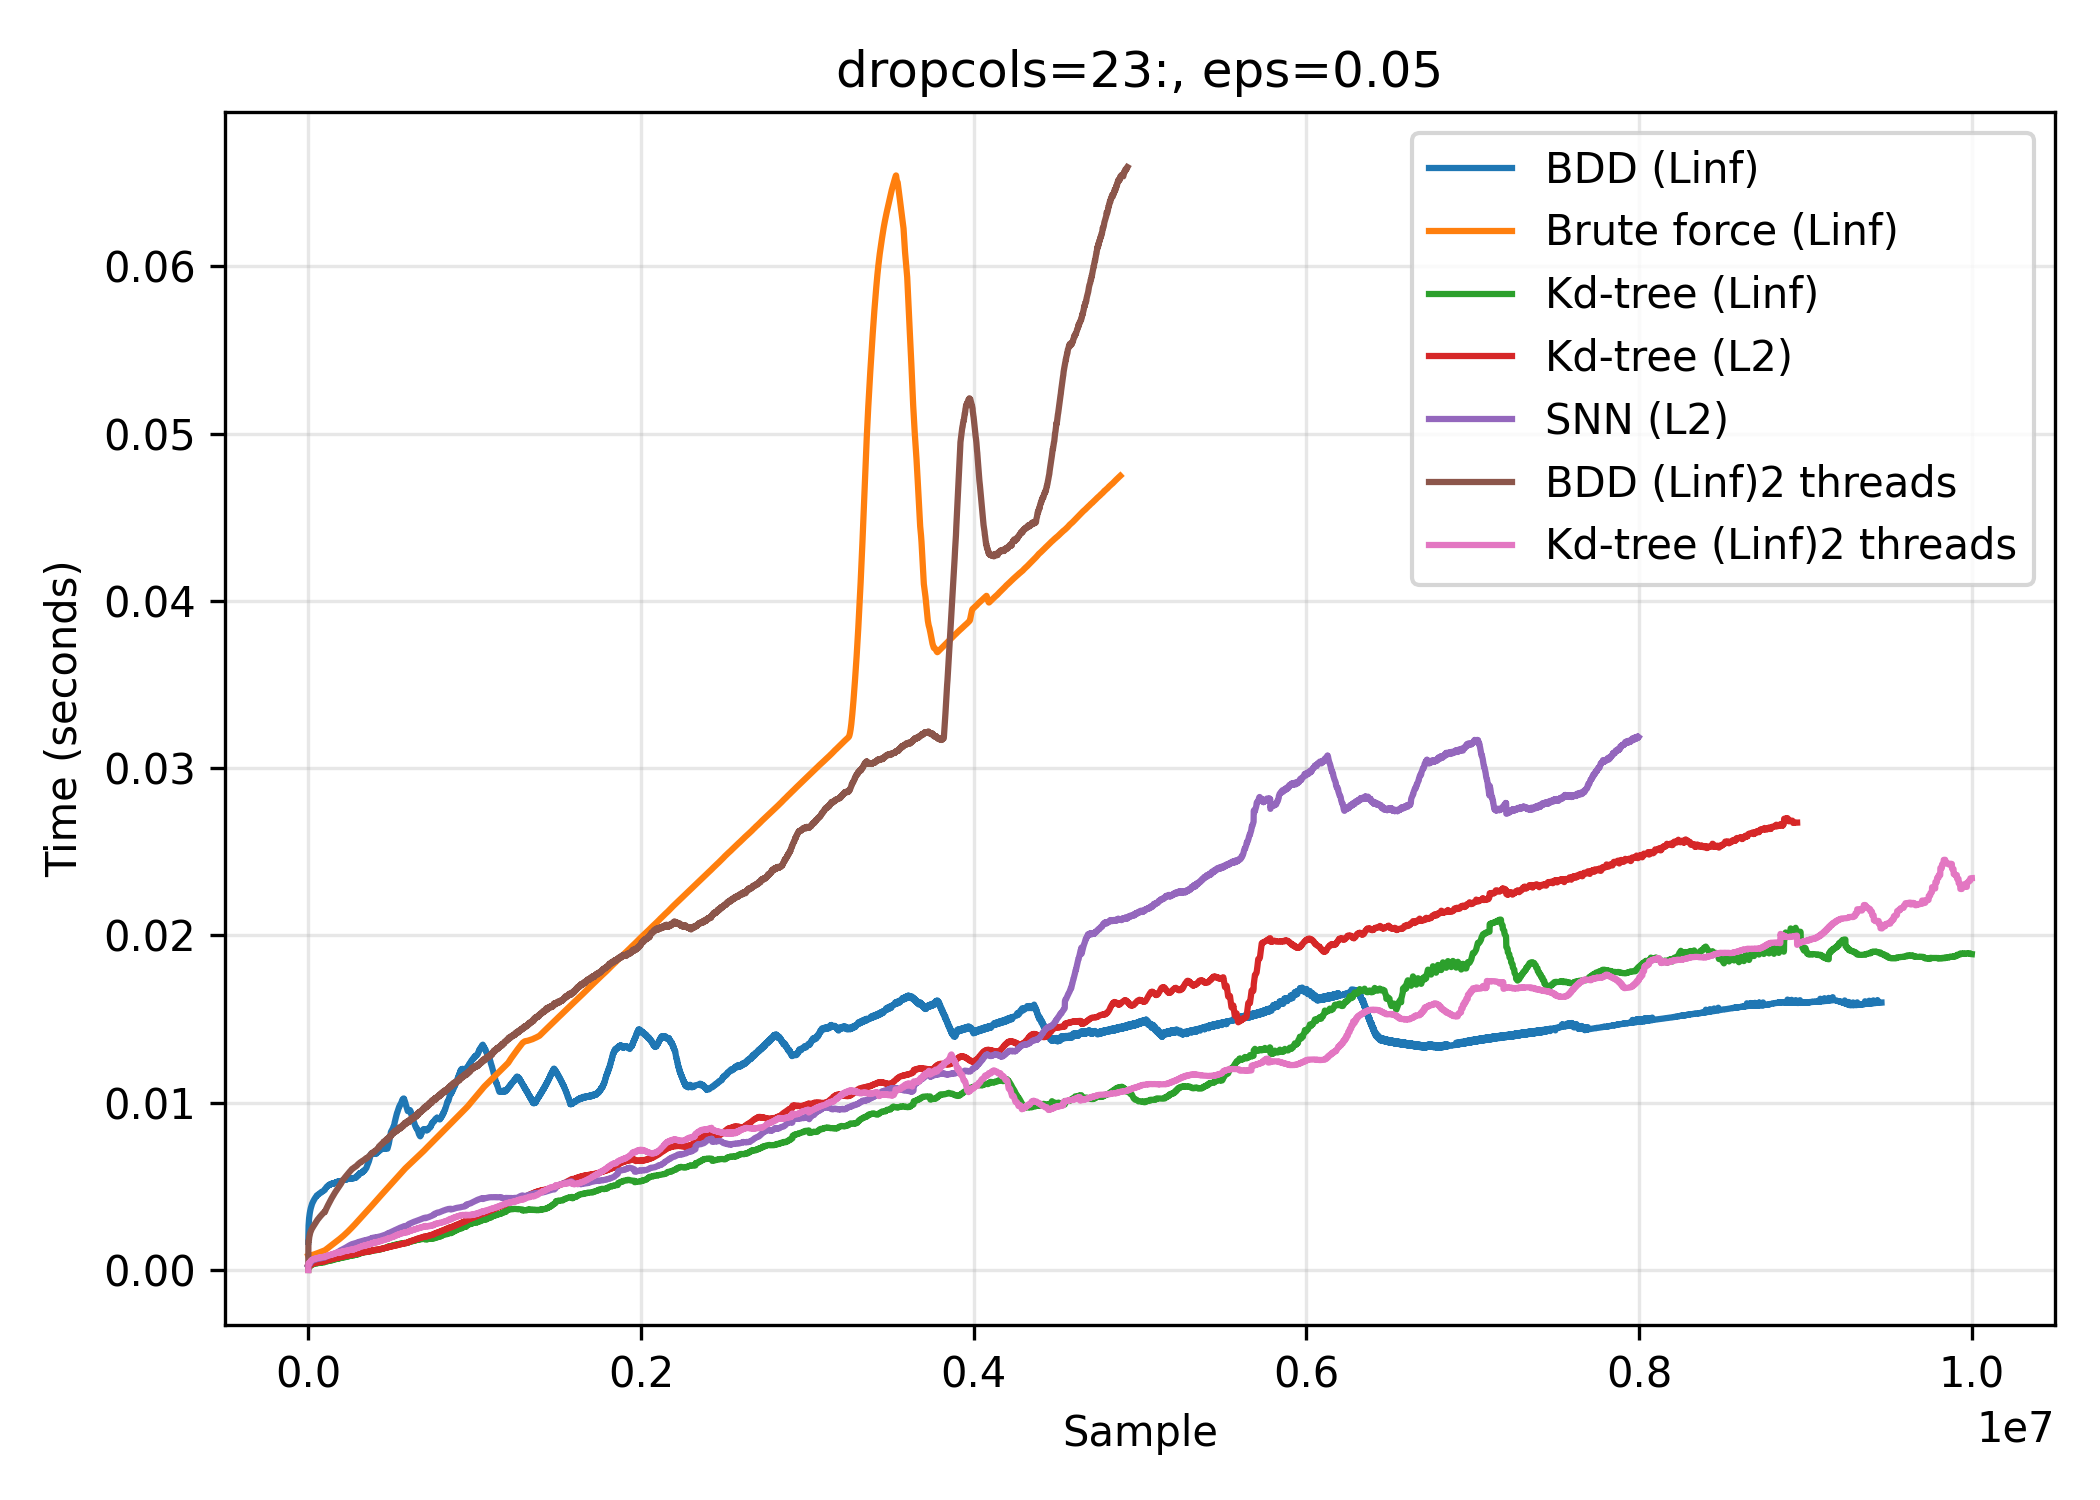 dropcols=23:, eps=0.05
BDD (Linf)
Brute force (Linf)
Kd-tree (Linf)
Kd-tree (L2)
SNN (L2)
BDD (Linf)2 threads
Kd-tree (Linf)2 threads
Time (seconds)
0.06
0.05
0.04
0.03
0.02
0.01
0.00
0.0 0.2 0.4 0.6 0.8 1.0
1e7
Sample